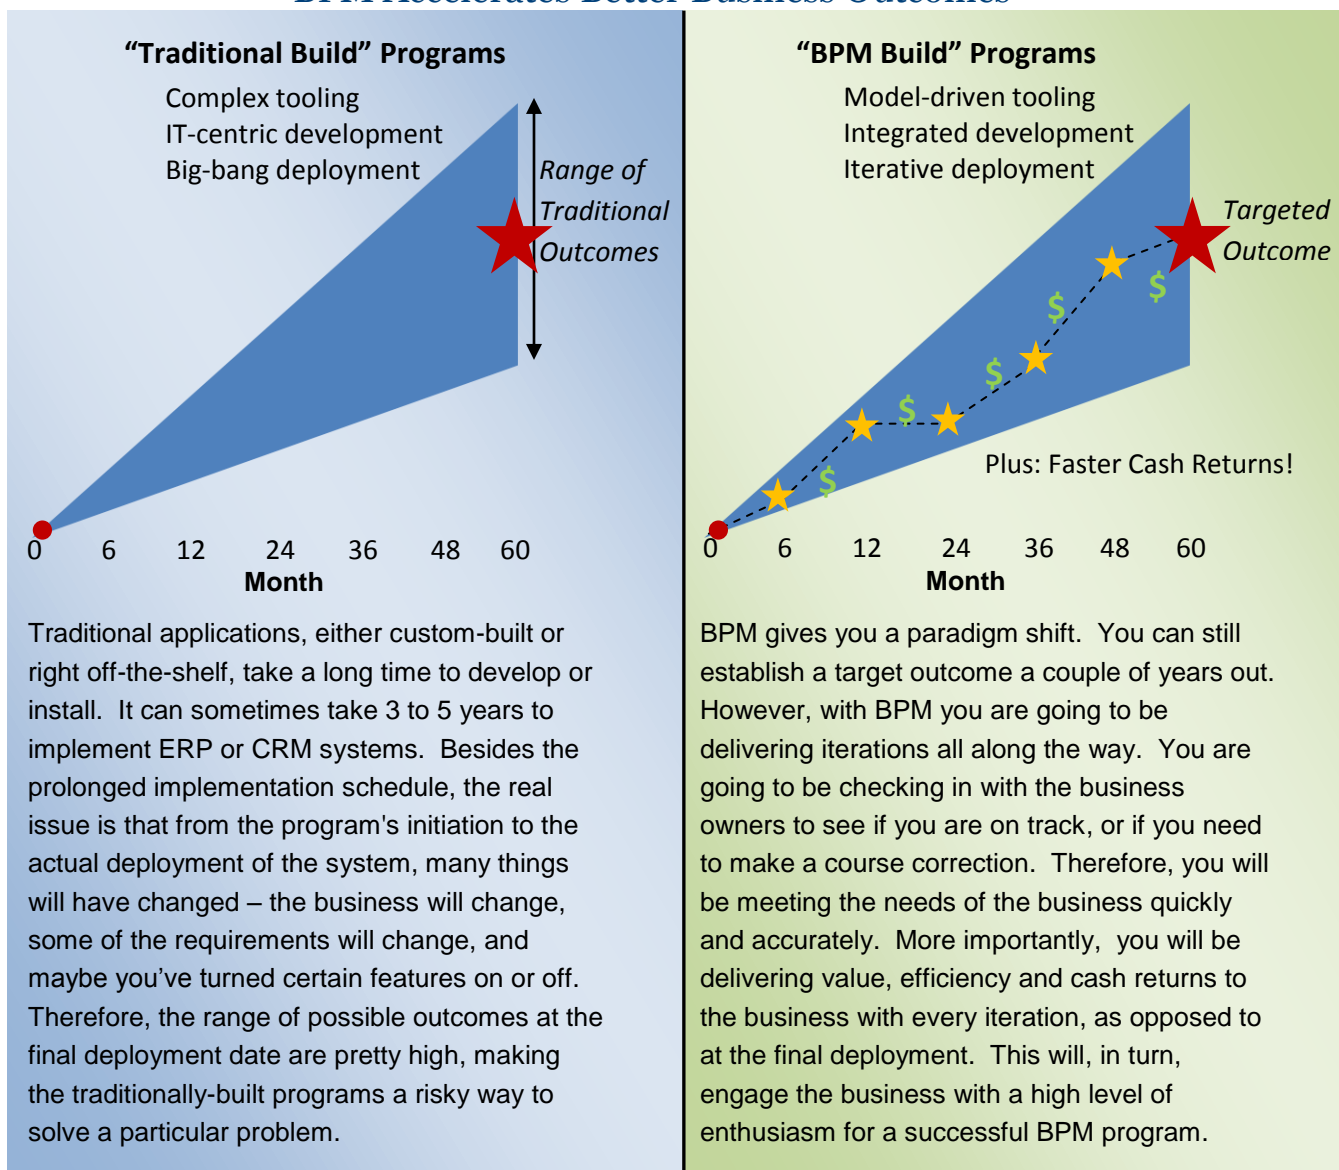 BPM Accelerates Better Business Outcomes
“Traditional Build” Programs
Complex tooling
IT-centric development
Big-bang deployment
Range of
Traditional
Outcomes
0 6 12 24 36 48 60
Month
Traditional applications, either custom-built or
right off-the-shelf, take a long time to develop or
install.  It can sometimes take 3 to 5 years to
implement ERP or CRM systems.  Besides the
prolonged implementation schedule, the real
issue is that from the program's initiation to the
actual deployment of the system, many things
will have changed – the business will change,
some of the requirements will change, and
maybe you’ve turned certain features on or off.
Therefore, the range of possible outcomes at the
final deployment date are pretty high, making
the traditionally-built programs a risky way to
solve a particular problem.
“BPM Build” Programs
Model-driven tooling
Integrated development
Iterative deployment
Targeted
Outcome
$
$
$
$
$
Plus: Faster Cash Returns!
0 6 12 24 36 48 60
Month
BPM gives you a paradigm shift.  You can still
establish a target outcome a couple of years out.
However, with BPM you are going to be
delivering iterations all along the way.  You are
going to be checking in with the business
owners to see if you are on track, or if you need
to make a course correction.  Therefore, you will
be meeting the needs of the business quickly
and accurately.  More importantly,  you will be
delivering value, efficiency and cash returns to
the business with every iteration, as opposed to
at the final deployment.  This will, in turn,
engage the business with a high level of
enthusiasm for a successful BPM program.